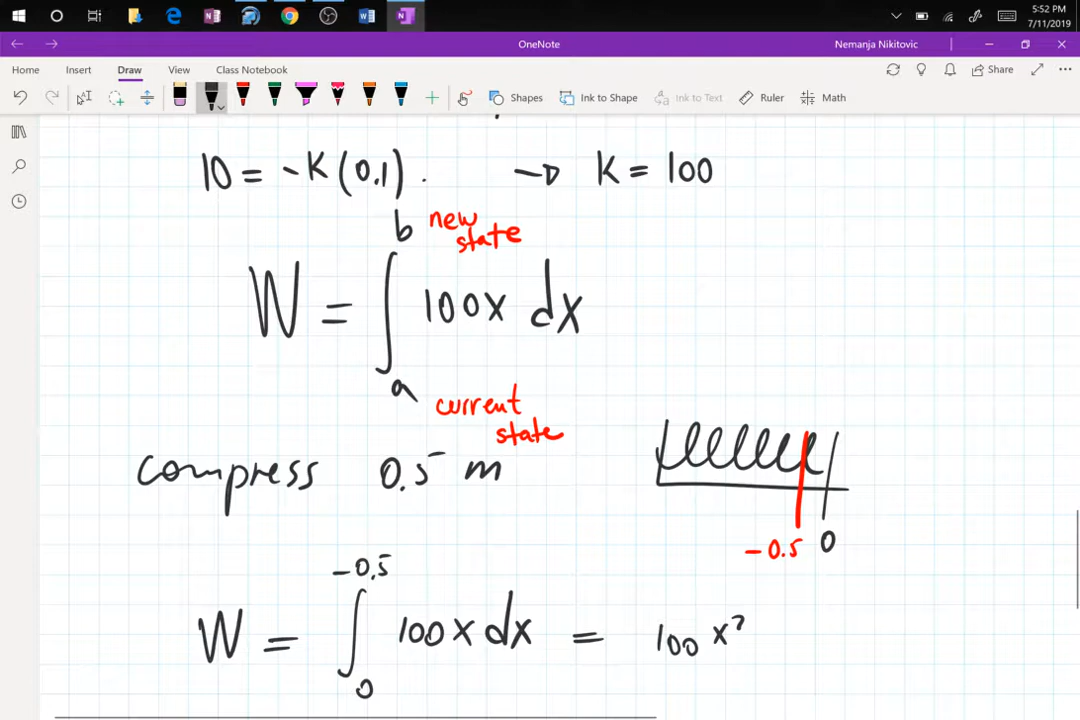 5:52 PM
7/11/2019
OneNote
Nemanja Nikitovic
Home Insert Draw View Class Notebook Share
Shapes Ink to Shape Ink to Text Ruler Math
10 = -K (0.1). → K = 100
b new state
W = ∫ 100x dx
a current state
compress 0.5 m
-0.5 0
-0.5
W = ∫ 100x dx = 100 x²
0